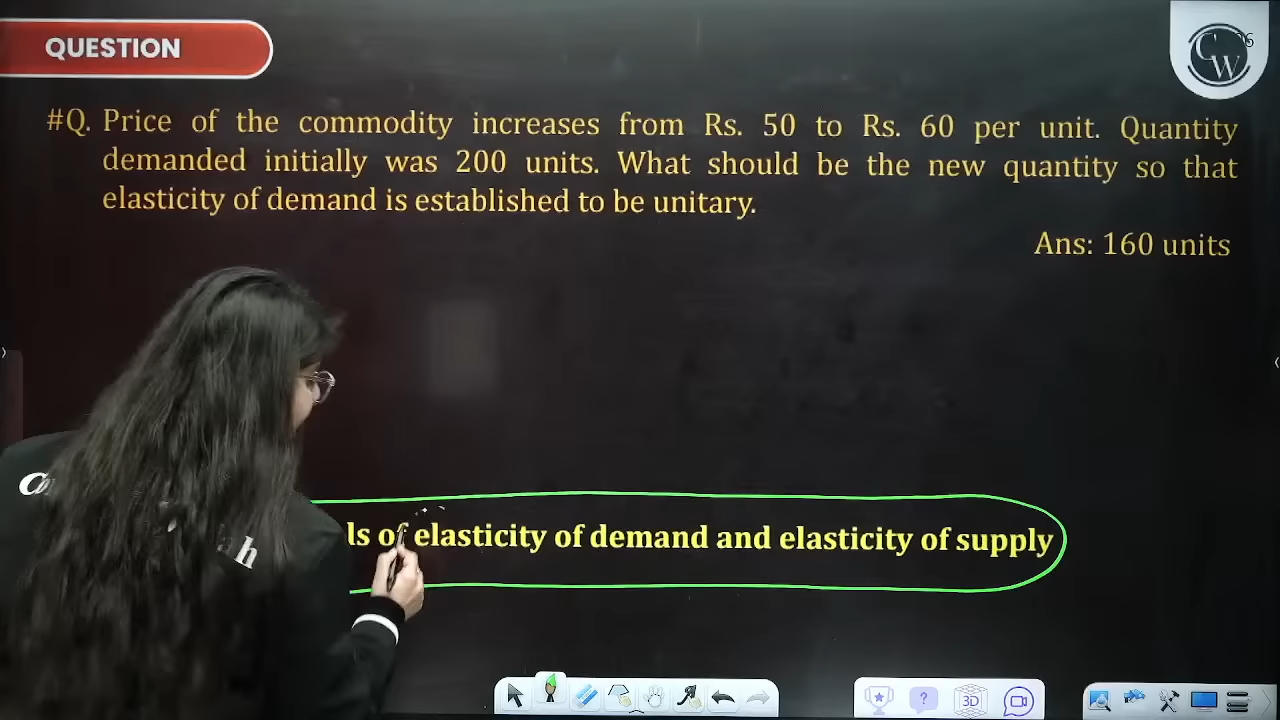 QUESTION
CW
#Q. Price of the commodity increases from Rs. 50 to Rs. 60 per unit. Quantity
demanded initially was 200 units. What should be the new quantity so that
elasticity of demand is established to be unitary.
Ans: 160 units
of elasticity of demand and elasticity of supply
h
?
3D